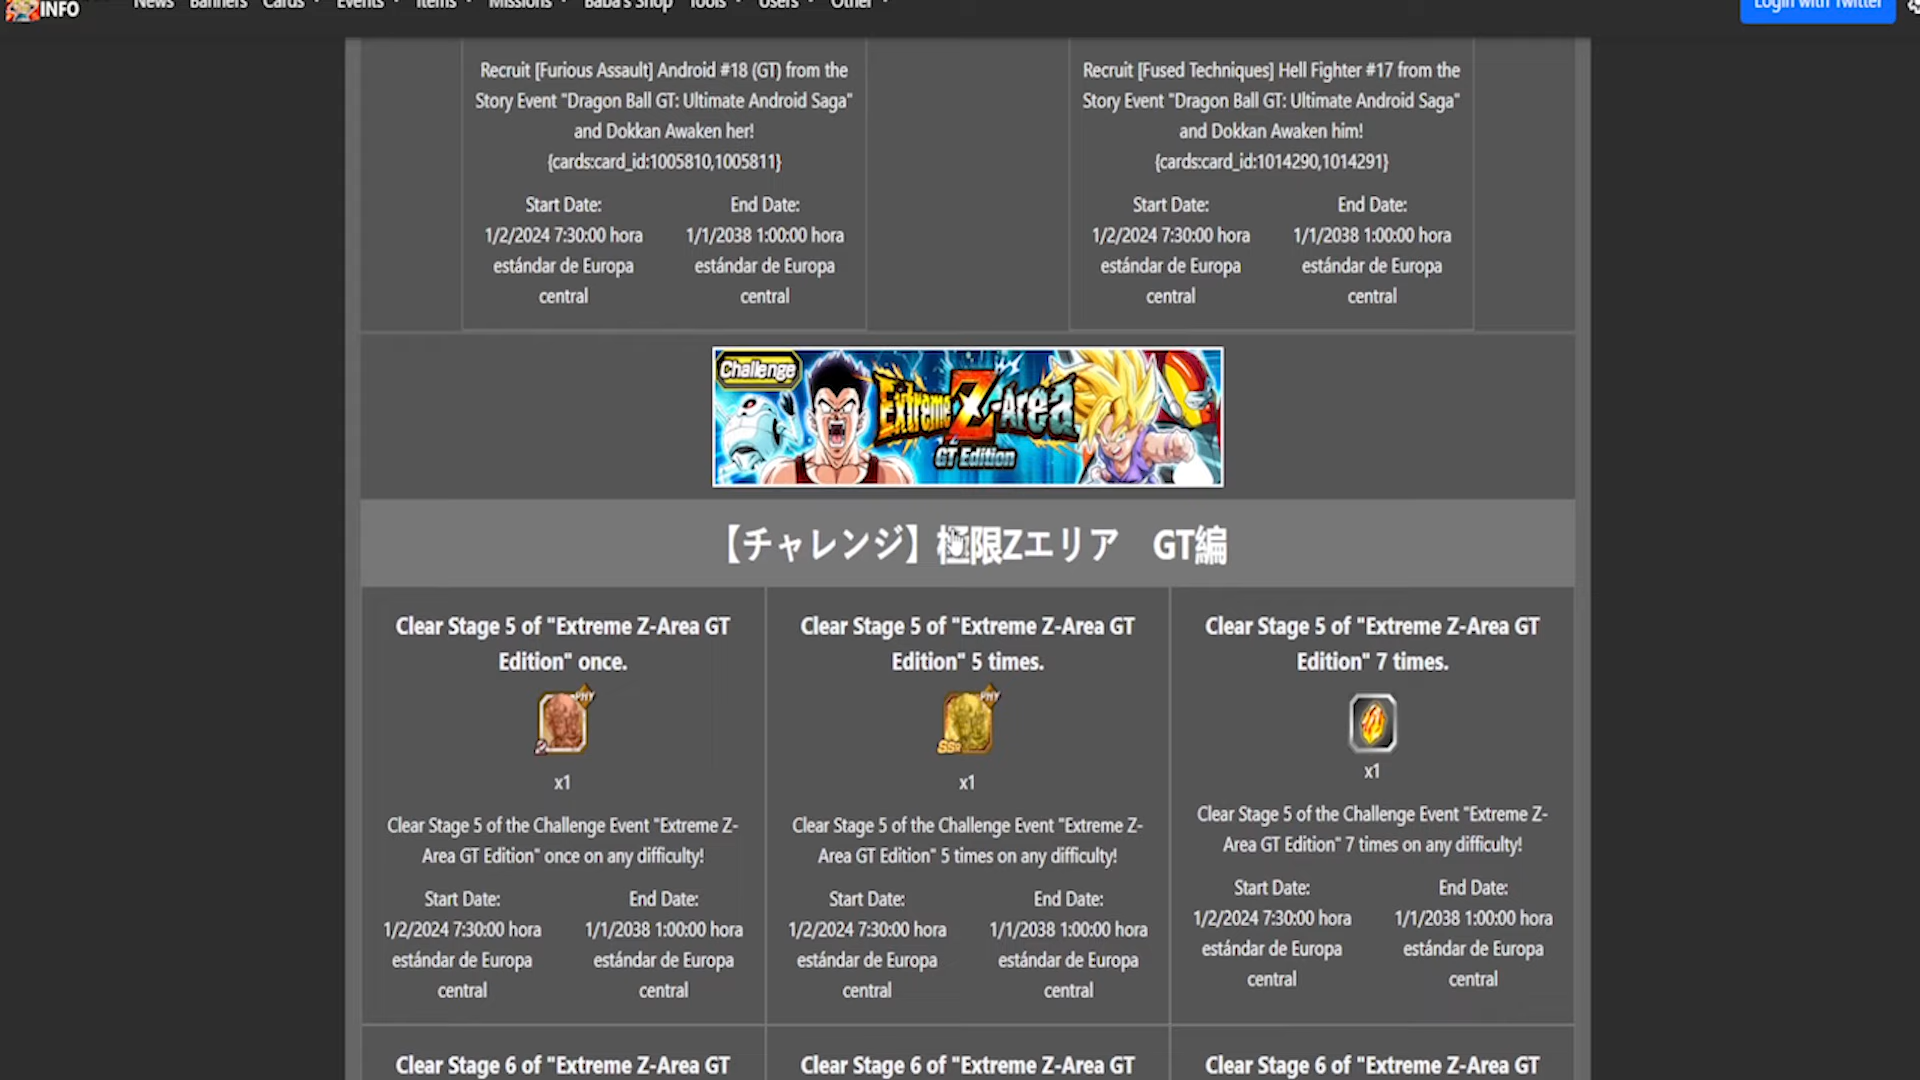 INFO
News Banners Cards Events Items Missions Baba's Shop Tools Users Other
Login with Twitter
Recruit [Furious Assault] Android #18 (GT) from the
Story Event "Dragon Ball GT: Ultimate Android Saga"
and Dokkan Awaken her!
{cards:card_id:1005810,1005811}
Start Date:
1/2/2024 7:30:00 hora
estándar de Europa
central
End Date:
1/1/2038 1:00:00 hora
estándar de Europa
central
Recruit [Fused Techniques] Hell Fighter #17 from the
Story Event "Dragon Ball GT: Ultimate Android Saga"
and Dokkan Awaken him!
{cards:card_id:1014290,1014291}
Start Date:
1/2/2024 7:30:00 hora
estándar de Europa
central
End Date:
1/1/2038 1:00:00 hora
estándar de Europa
central
Challenge
Extreme Z-Area
GT Edition
【チャレンジ】極限Zエリア　GT編
Clear Stage 5 of "Extreme Z-Area GT
Edition" once.
PHY
R
x1
Clear Stage 5 of the Challenge Event "Extreme Z-
Area GT Edition" once on any difficulty!
Start Date:
1/2/2024 7:30:00 hora
estándar de Europa
central
End Date:
1/1/2038 1:00:00 hora
estándar de Europa
central
Clear Stage 5 of "Extreme Z-Area GT
Edition" 5 times.
PHY
SSR
x1
Clear Stage 5 of the Challenge Event "Extreme Z-
Area GT Edition" 5 times on any difficulty!
Start Date:
1/2/2024 7:30:00 hora
estándar de Europa
central
End Date:
1/1/2038 1:00:00 hora
estándar de Europa
central
Clear Stage 5 of "Extreme Z-Area GT
Edition" 7 times.
x1
Clear Stage 5 of the Challenge Event "Extreme Z-
Area GT Edition" 7 times on any difficulty!
Start Date:
1/2/2024 7:30:00 hora
estándar de Europa
central
End Date:
1/1/2038 1:00:00 hora
estándar de Europa
central
Clear Stage 6 of "Extreme Z-Area GT
Clear Stage 6 of "Extreme Z-Area GT
Clear Stage 6 of "Extreme Z-Area GT